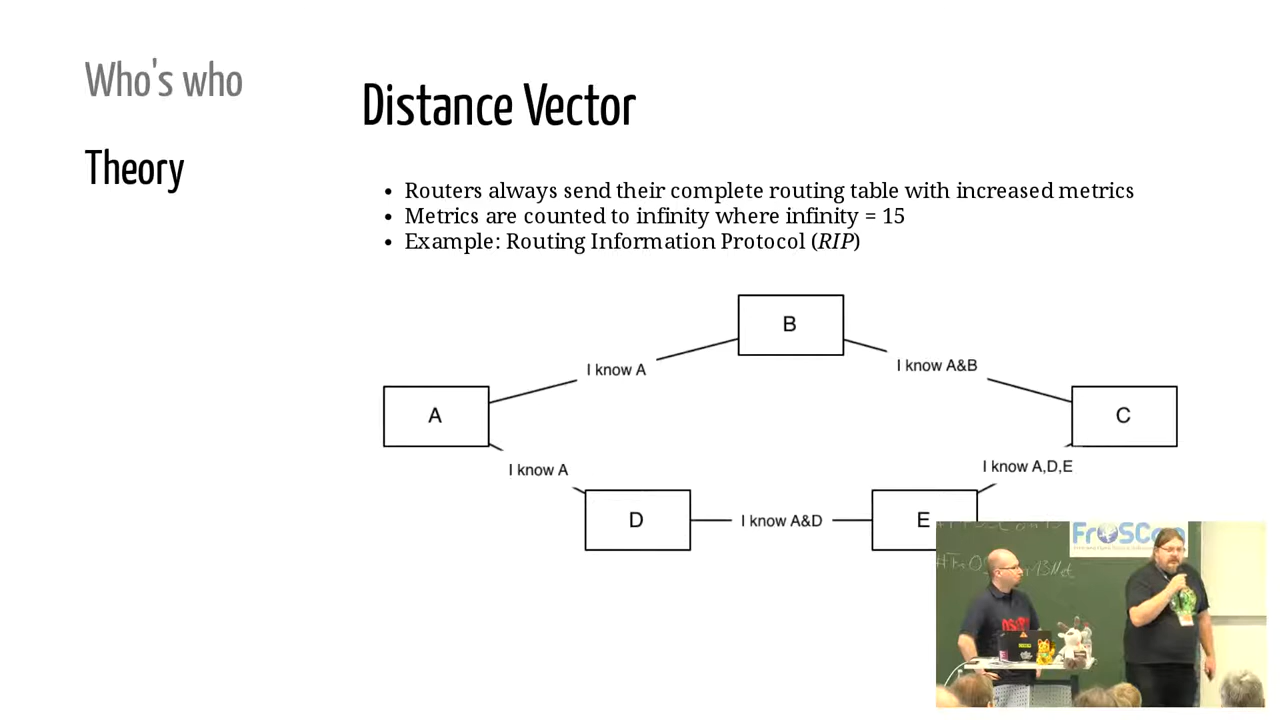 Who's who
Theory
Distance Vector
• Routers always send their complete routing table with increased metrics
• Metrics are counted to infinity where infinity = 15
• Example: Routing Information Protocol (RIP)
B
I know A
I know A&B
A
C
I know A
I know A,D,E
D
I know A&D
E
FrOSCon